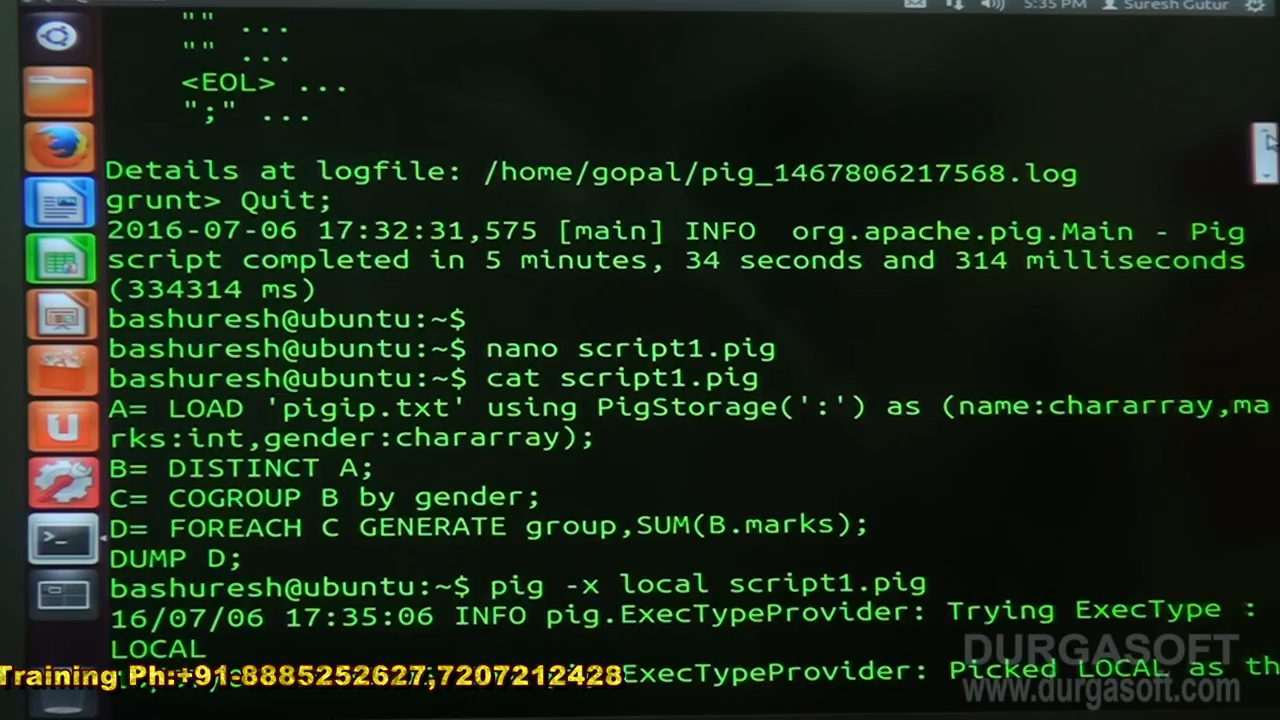 5:35 PM Suresh Gutur
"" ...
"" ...
<EOL> ...
";" ...
Details at logfile: /home/gopal/pig_1467806217568.log
grunt> Quit;
2016-07-06 17:32:31,575 [main] INFO  org.apache.pig.Main - Pig
script completed in 5 minutes, 34 seconds and 314 milliseconds
(334314 ms)
bashuresh@ubuntu:~$
bashuresh@ubuntu:~$ nano script1.pig
bashuresh@ubuntu:~$ cat script1.pig
A= LOAD 'pigip.txt' using PigStorage(':') as (name:chararray,ma
rks:int,gender:chararray);
B= DISTINCT A;
C= COGROUP B by gender;
D= FOREACH C GENERATE group,SUM(B.marks);
DUMP D;
bashuresh@ubuntu:~$ pig -x local script1.pig
16/07/06 17:35:06 INFO pig.ExecTypeProvider: Trying ExecType :
LOCAL
ExecTypeProvider: Picked LOCAL as th
Training Ph:+91-8885252627,7207212428
DURGASOFT
www.durgasoft.com